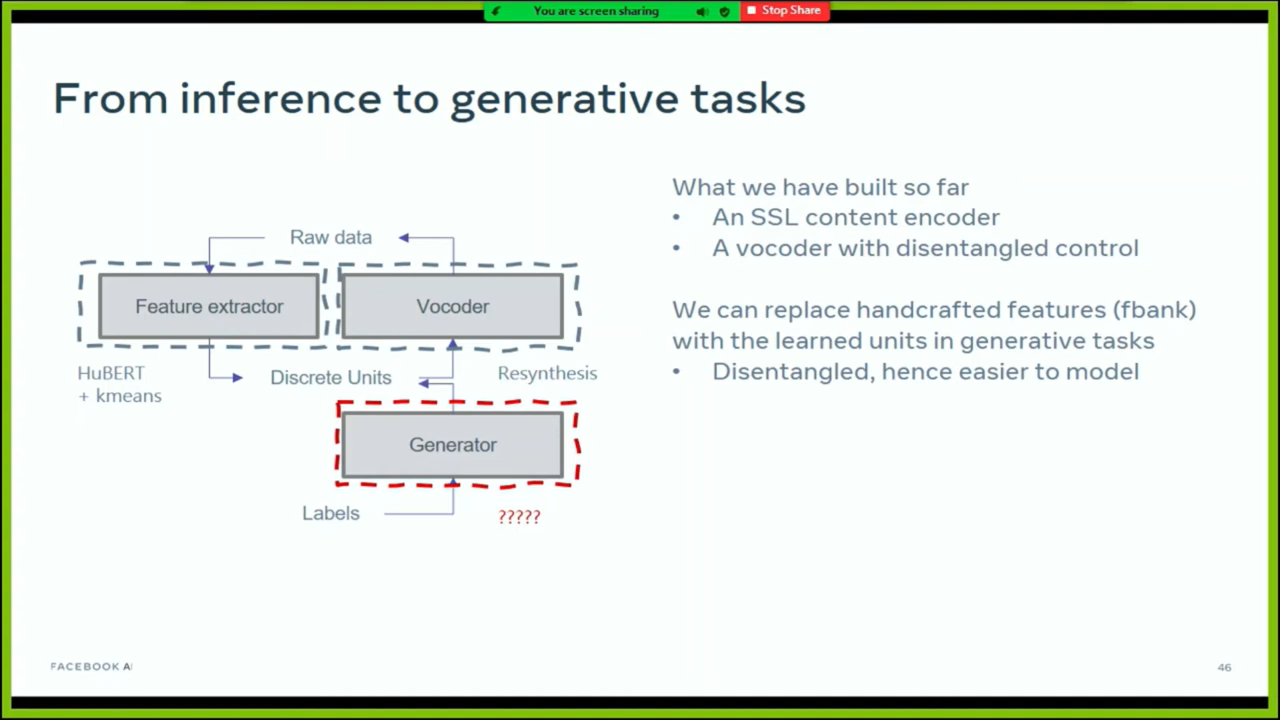 You are screen sharing
Stop Share
From inference to generative tasks
Raw data
Feature extractor
Vocoder
HuBERT
+ kmeans
Discrete Units
Resynthesis
Generator
Labels
?????
What we have built so far
• An SSL content encoder
• A vocoder with disentangled control
We can replace handcrafted features (fbank)
with the learned units in generative tasks
• Disentangled, hence easier to model
FACEBOOK AI
46